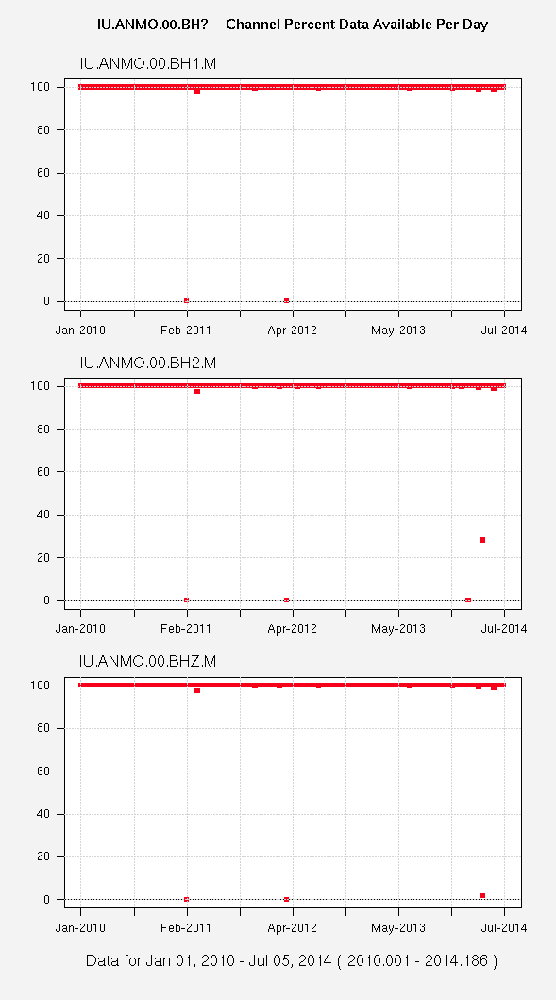 IU.ANMO.00.BH? — Channel Percent Data Available Per Day
IU.ANMO.00.BH1.M
100
80
60
40
20
0
Jan-2010 Feb-2011 Apr-2012 May-2013 Jul-2014
IU.ANMO.00.BH2.M
100
80
60
40
20
0
Jan-2010 Feb-2011 Apr-2012 May-2013 Jul-2014
IU.ANMO.00.BHZ.M
100
80
60
40
20
0
Jan-2010 Feb-2011 Apr-2012 May-2013 Jul-2014
Data for Jan 01, 2010 - Jul 05, 2014 ( 2010.001 - 2014.186 )